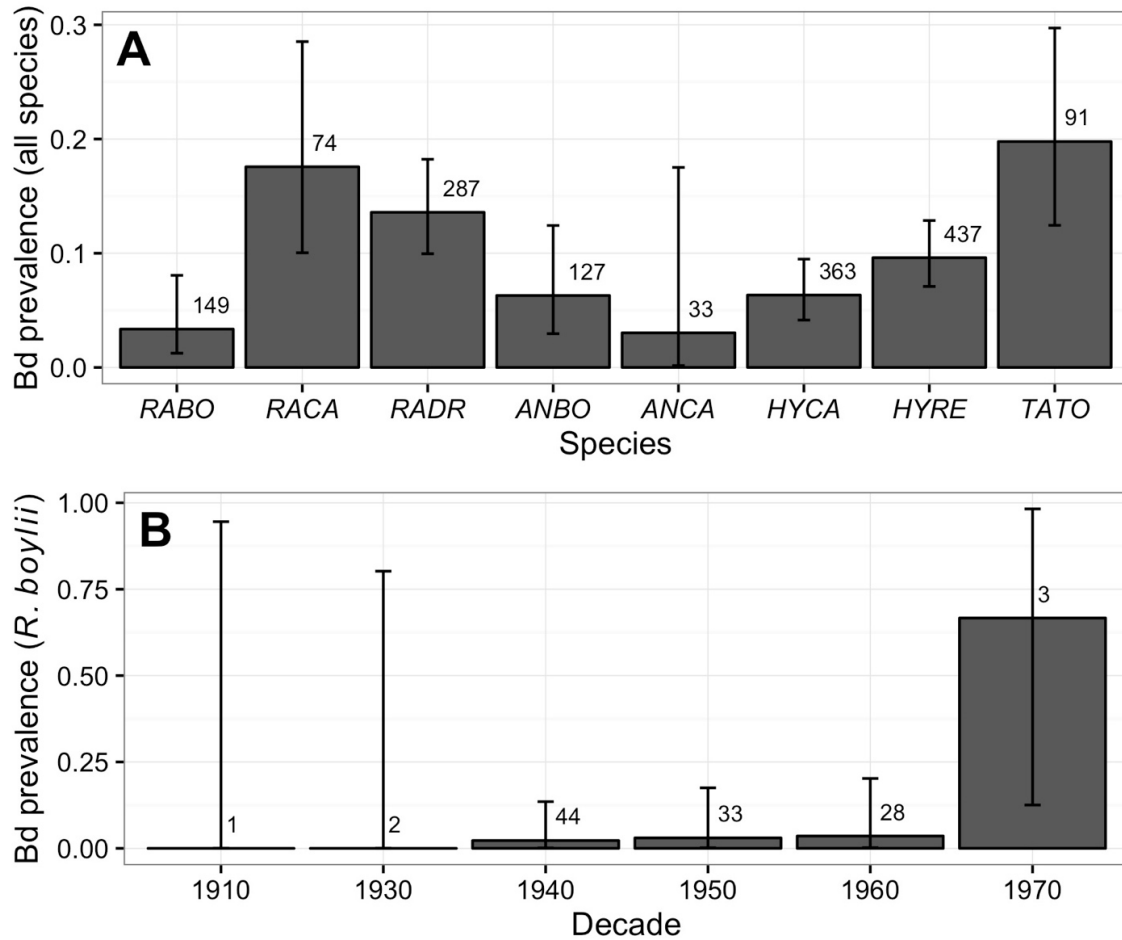 A
Bd prevalence (all species)
0.3
0.2
0.1
0.0
149
74
287
127
33
363
437
91
RABO RACA RADR ANBO ANCA HYCA HYRE TATO
Species
B
Bd prevalence (R. boylii)
1.00
0.75
0.50
0.25
0.00
1
2
44
33
28
3
1910 1930 1940 1950 1960 1970
Decade